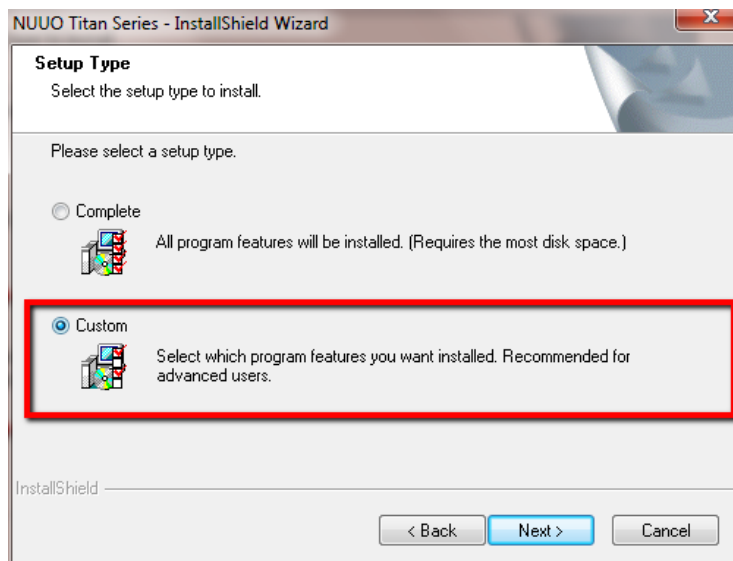 NUUO Titan Series - InstallShield Wizard
Setup Type
Select the setup type to install.
Please select a setup type.
Complete
All program features will be installed. (Requires the most disk space.)
Custom
Select which program features you want installed. Recommended for
advanced users.
InstallShield
< Back
Next >
Cancel